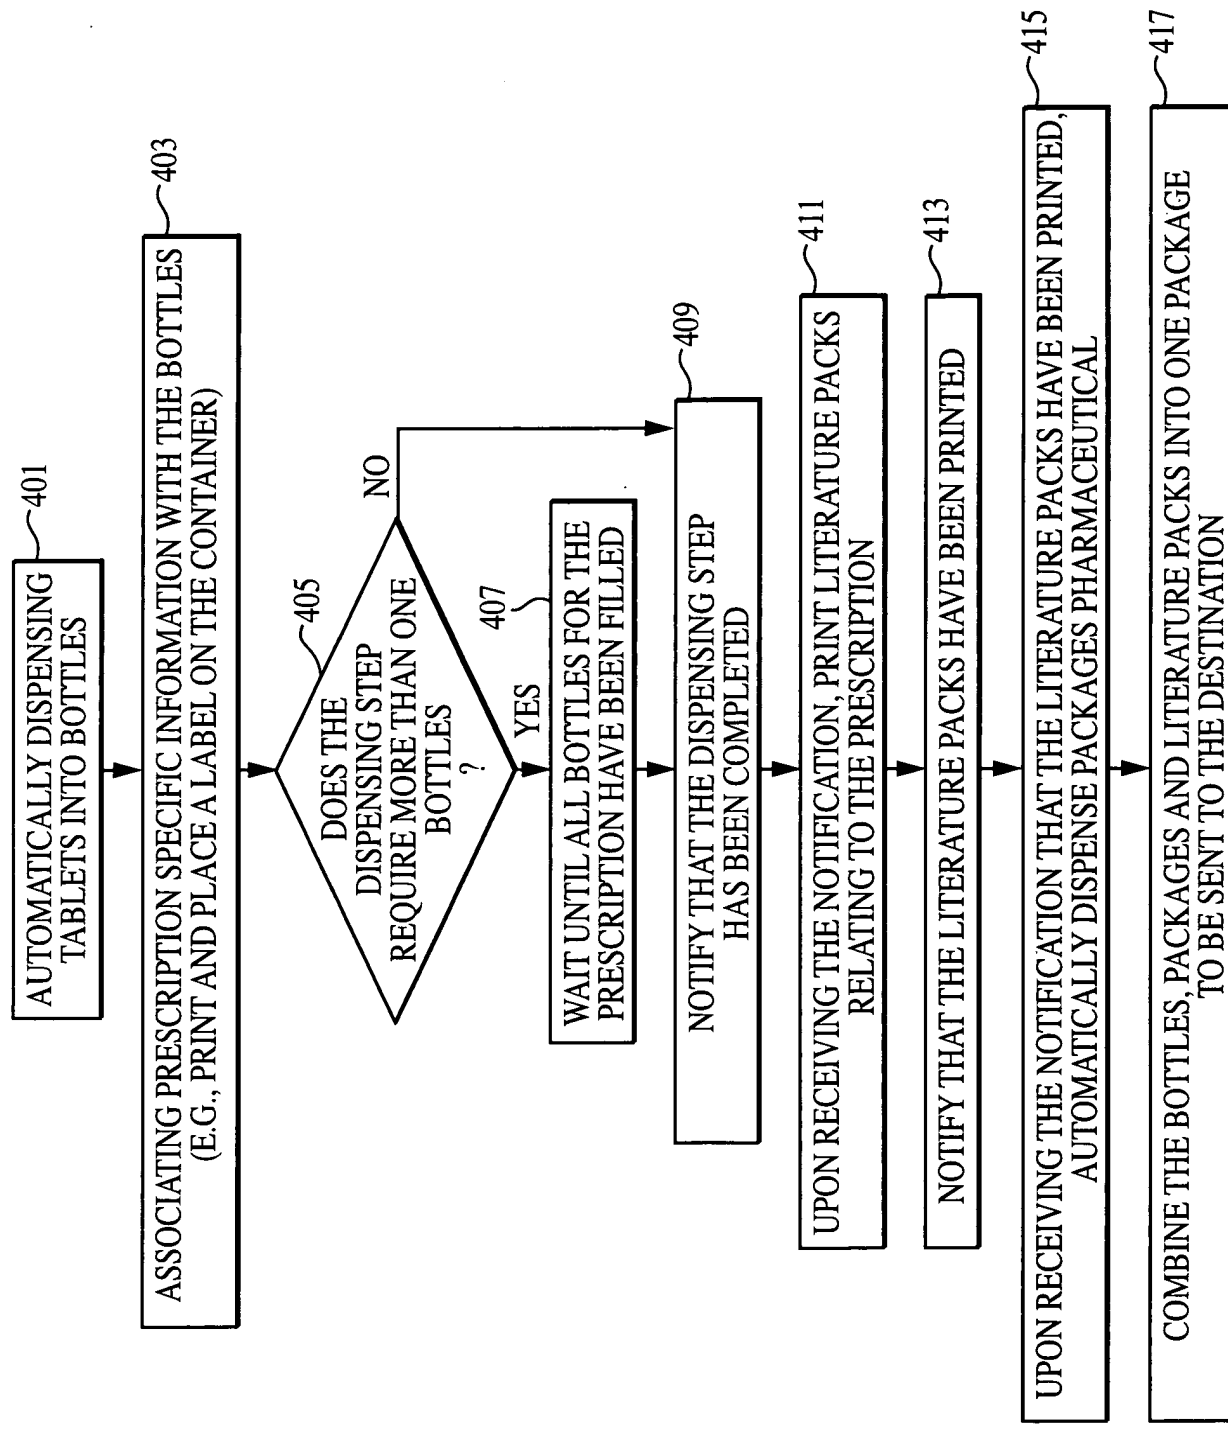 AUTOMATICALLY DISPENSING
TABLETS INTO BOTTLES
401
ASSOCIATING PRESCRIPTION SPECIFIC INFORMATION WITH THE BOTTLES
(E.G., PRINT AND PLACE A LABEL ON THE CONTAINER)
403
DOES THE
DISPENSING STEP
REQUIRE MORE THAN ONE
BOTTLES
?
405
NO
YES
407
WAIT UNTIL ALL BOTTLES FOR THE
PRESCRIPTION HAVE BEEN FILLED
NOTIFY THAT THE DISPENSING STEP
HAS BEEN COMPLETED
409
UPON RECEIVING THE NOTIFICATION, PRINT LITERATURE PACKS
RELATING TO THE PRESCRIPTION
411
NOTIFY THAT THE LITERATURE PACKS HAVE BEEN PRINTED
413
UPON RECEIVING THE NOTIFICATION THAT THE LITERATURE PACKS HAVE BEEN PRINTED,
AUTOMATICALLY DISPENSE PACKAGES PHARMACEUTICAL
415
COMBINE THE BOTTLES, PACKAGES AND LITERATURE PACKS INTO ONE PACKAGE
TO BE SENT TO THE DESTINATION
417